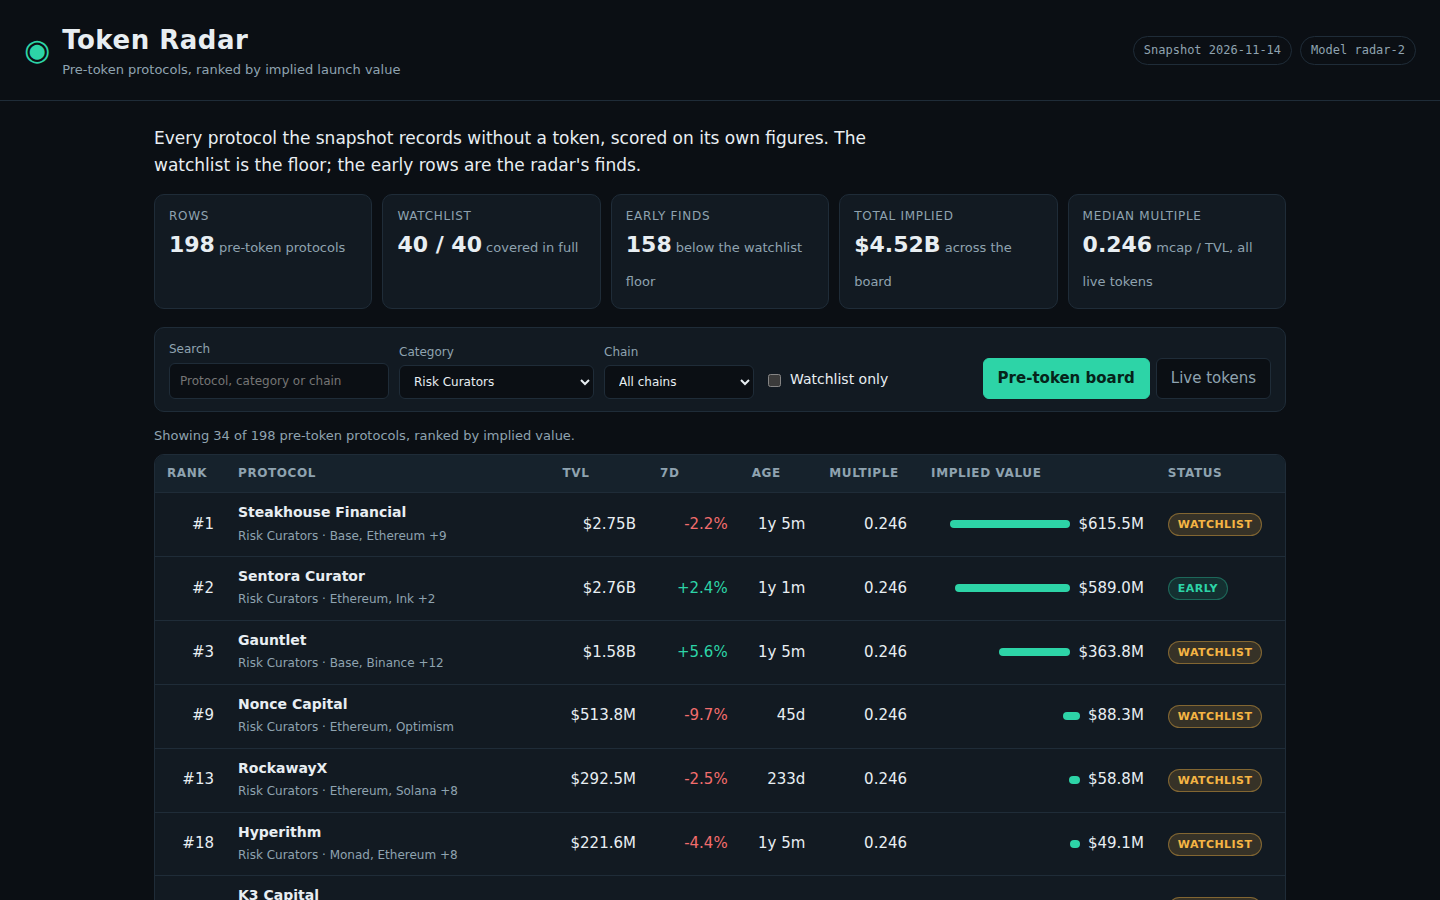 Token Radar
Pre-token protocols, ranked by implied launch value
Snapshot 2026-11-14
Model radar-2
Every protocol the snapshot records without a token, scored on its own figures. The
watchlist is the floor; the early rows are the radar's finds.
ROWS
198 pre-token protocols
WATCHLIST
40 / 40 covered in full
EARLY FINDS
158 below the watchlist
floor
TOTAL IMPLIED
$4.52B across the
board
MEDIAN MULTIPLE
0.246 mcap / TVL, all
live tokens
Search
Protocol, category or chain
Category
Risk Curators
Chain
All chains
Watchlist only
Pre-token board
Live tokens
Showing 34 of 198 pre-token protocols, ranked by implied value.
RANK PROTOCOL TVL 7D AGE MULTIPLE IMPLIED VALUE STATUS
#1 Steakhouse Financial $2.75B -2.2% 1y 5m 0.246 $615.5M WATCHLIST
Risk Curators · Base, Ethereum +9
#2 Sentora Curator $2.76B +2.4% 1y 1m 0.246 $589.0M EARLY
Risk Curators · Ethereum, Ink +2
#3 Gauntlet $1.58B +5.6% 1y 5m 0.246 $363.8M WATCHLIST
Risk Curators · Base, Binance +12
#9 Nonce Capital $513.8M -9.7% 45d 0.246 $88.3M WATCHLIST
Risk Curators · Ethereum, Optimism
#13 RockawayX $292.5M -2.5% 233d 0.246 $58.8M WATCHLIST
Risk Curators · Ethereum, Solana +8
#18 Hyperithm $221.6M -4.4% 1y 5m 0.246 $49.1M WATCHLIST
Risk Curators · Monad, Ethereum +8
K3 Capital